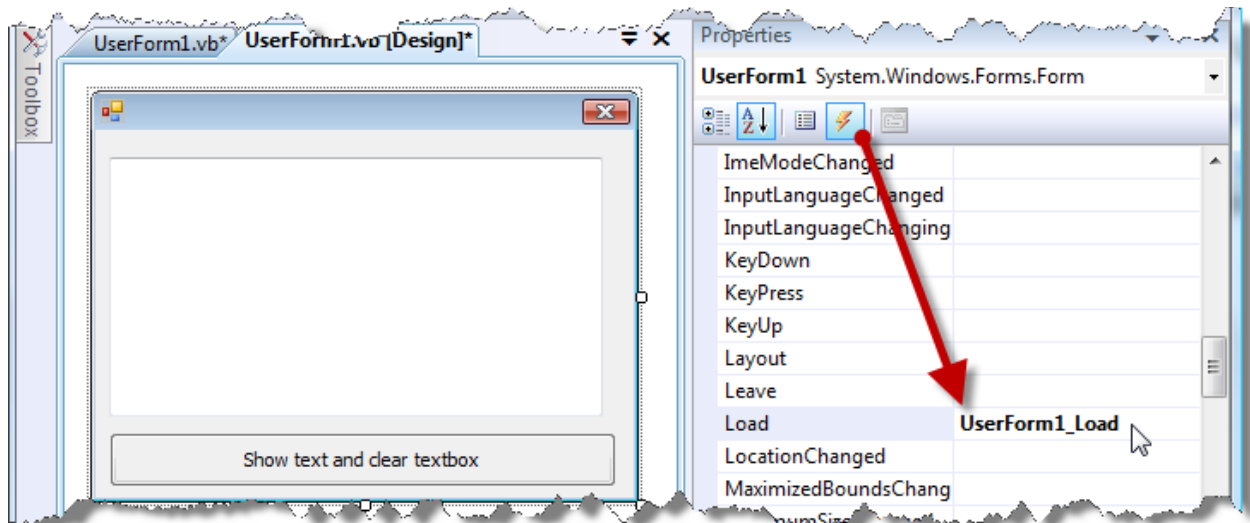 Toolbox
UserForm1.vb*
UserForm1.vb [Design]*
Show text and clear textbox
Properties
UserForm1 System.Windows.Forms.Form
ImeModeChanged
InputLanguageChanged
InputLanguageChanging
KeyDown
KeyPress
KeyUp
Layout
Leave
Load UserForm1_Load
LocationChanged
MaximizedBoundsChang